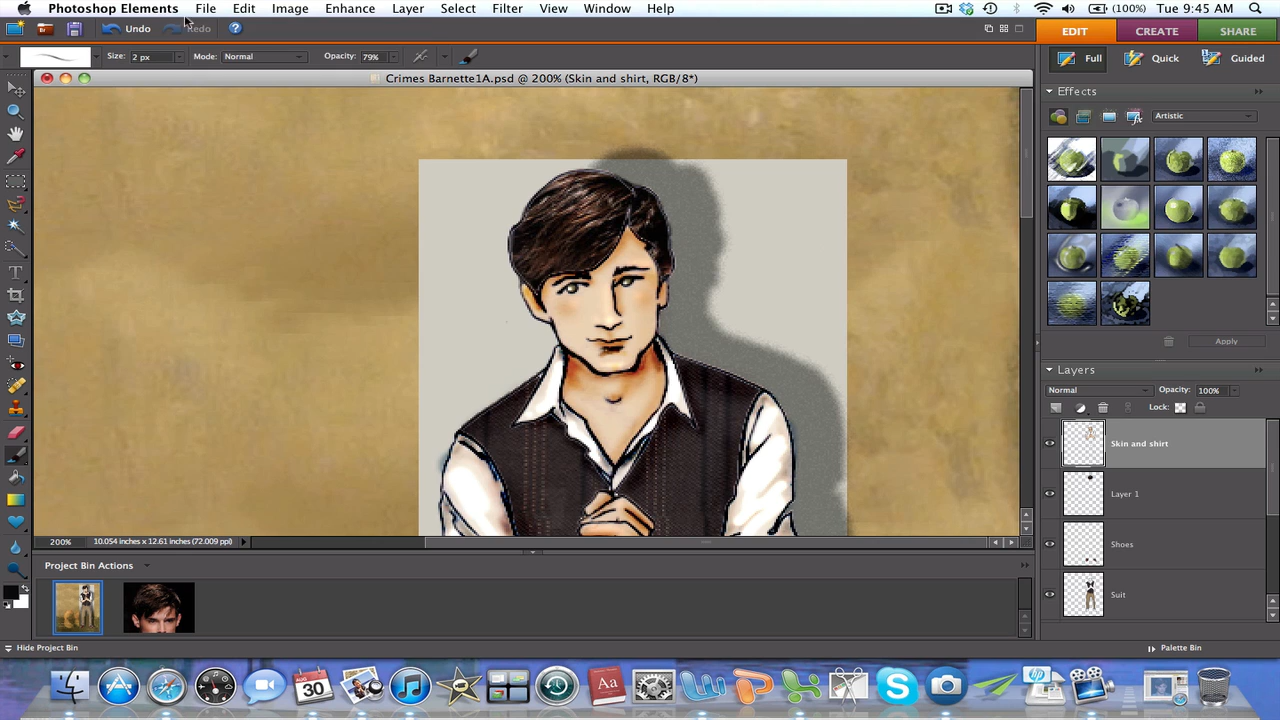 Photoshop Elements File Edit Image Enhance Layer Select Filter View Window Help (100%) Tue 9:45 AM
Undo Redo ? EDIT CREATE SHARE
Size: 2 px Mode: Normal Opacity: 79% Full Quick Guided
Crimes Barnette1A.psd @ 200% (Skin and shirt, RGB/8*)
Effects
Artistic
Apply
Layers
Normal Opacity: 100%
Lock:
Skin and shirt
Layer 1
Shoes
Suit
200% 10.054 inches x 12.61 inches (72.009 ppi)
Project Bin Actions
Hide Project Bin Palette Bin
AUG
30
Aa
HP